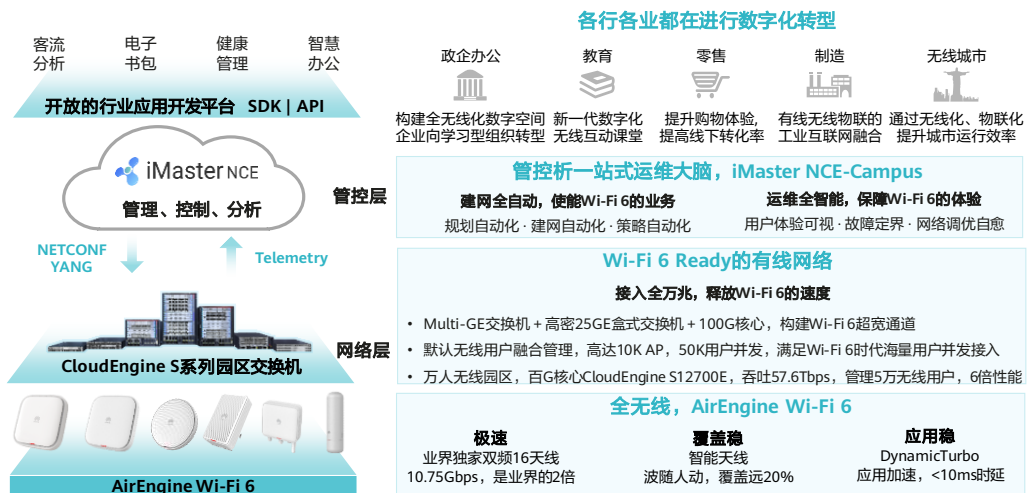 客流
分析
电子
书包
健康
管理
智慧
办公
开放的行业应用开发平台 SDK | API
iMaster NCE
管理、控制、分析
管控层
NETCONF
YANG
Telemetry
网络层
CloudEngine S系列园区交换机
AirEngine Wi-Fi 6
各行各业都在进行数字化转型
政企办公
教育
零售
制造
无线城市
构建全无线化数字空间
企业向学习型组织转型
新一代数字化
无线互动课堂
提升购物体验,
提高线下转化率
有线无线物联的
工业互联网融合
通过无线化、物联化
提升城市运行效率
管控析一站式运维大脑，iMaster NCE-Campus
建网全自动，使能Wi-Fi 6的业务
规划自动化 · 建网自动化 · 策略自动化
运维全智能，保障Wi-Fi 6的体验
用户体验可视 · 故障定界 · 网络调优自愈
Wi-Fi 6 Ready的有线网络
接入全万兆，释放Wi-Fi 6的速度
• Multi-GE交换机 + 高密25GE盒式交换机 + 100G核心，构建Wi-Fi 6超宽通道
• 默认无线用户融合管理，高达10K AP，50K用户并发，满足Wi-Fi 6时代海量用户并发接入
• 万人无线园区，百G核心CloudEngine S12700E，吞吐57.6Tbps，管理5万无线用户，6倍性能
全无线，AirEngine Wi-Fi 6
极速
业界独家双频16天线
10.75Gbps，是业界的2倍
覆盖稳
智能天线
波随人动，覆盖远20%
应用稳
DynamicTurbo
应用加速，<10ms时延